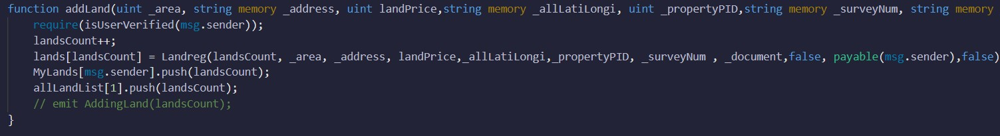 function addLand(uint _area, string memory _address, uint landPrice,string memory _allLatiLongi, uint _propertyPID,string memory _surveyNum, string memory
require(isUserVerified(msg.sender));
landsCount++;
lands[landsCount] = Landreg(landsCount, _area, _address, landPrice,_allLatiLongi,_propertyPID, _surveyNum , _document,false, payable(msg.sender),false)
MyLands[msg.sender].push(landsCount);
allLandList[1].push(landsCount);
// emit AddingLand(landsCount);
}